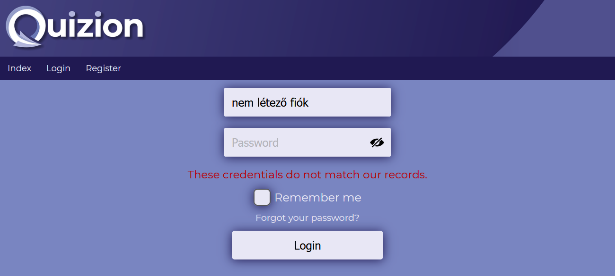 Quizion
Index Login Register
nem létező fiók
Password
These credentials do not match our records.
Remember me
Forgot your password?
Login